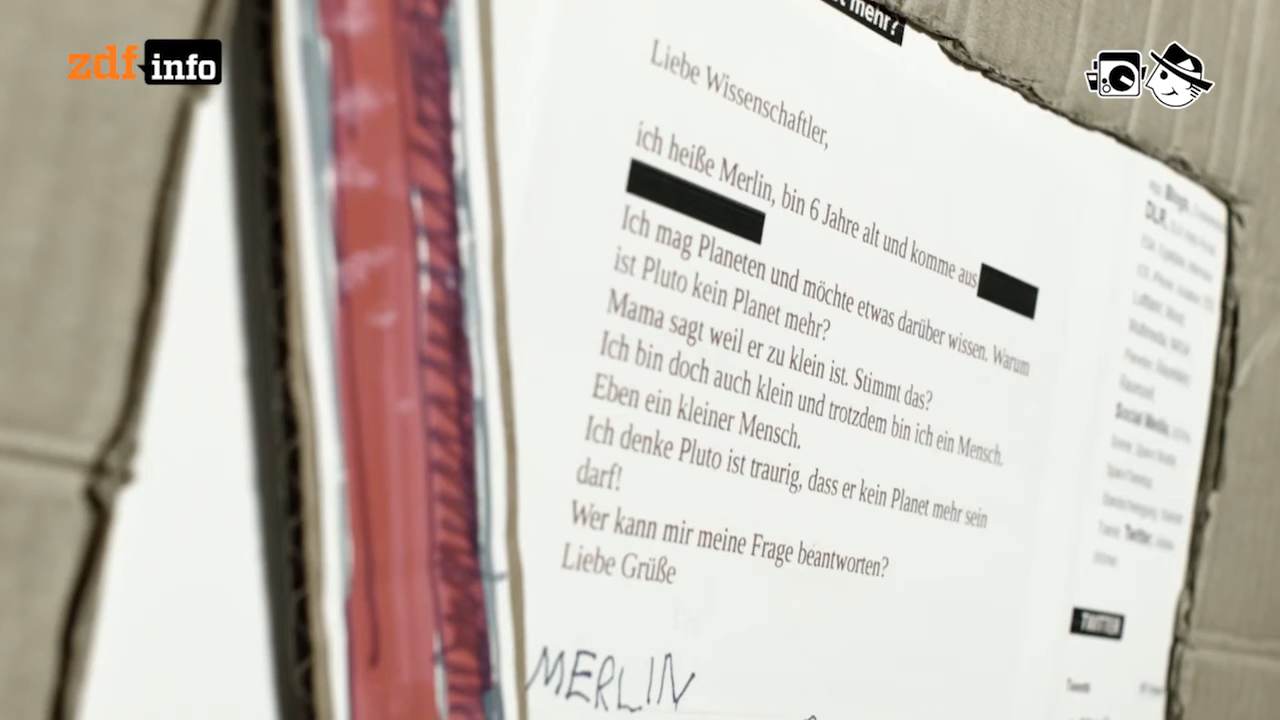 zdf info
mehr?
Liebe Wissenschaftler,
ich heiße Merlin, bin 6 Jahre alt und komme aus
Ich mag Planeten und möchte etwas darüber wissen. Warum
ist Pluto kein Planet mehr?
Mama sagt weil er zu klein ist. Stimmt das?
Ich bin doch auch klein und trotzdem bin ich ein Mensch.
Eben ein kleiner Mensch.
Ich denke Pluto ist traurig, dass er kein Planet mehr sein
darf!
Wer kann mir meine Frage beantworten?
Liebe Grüße
MERLIN
Blogs,
DLR,
Social Media,
Twitter,
TWITTER